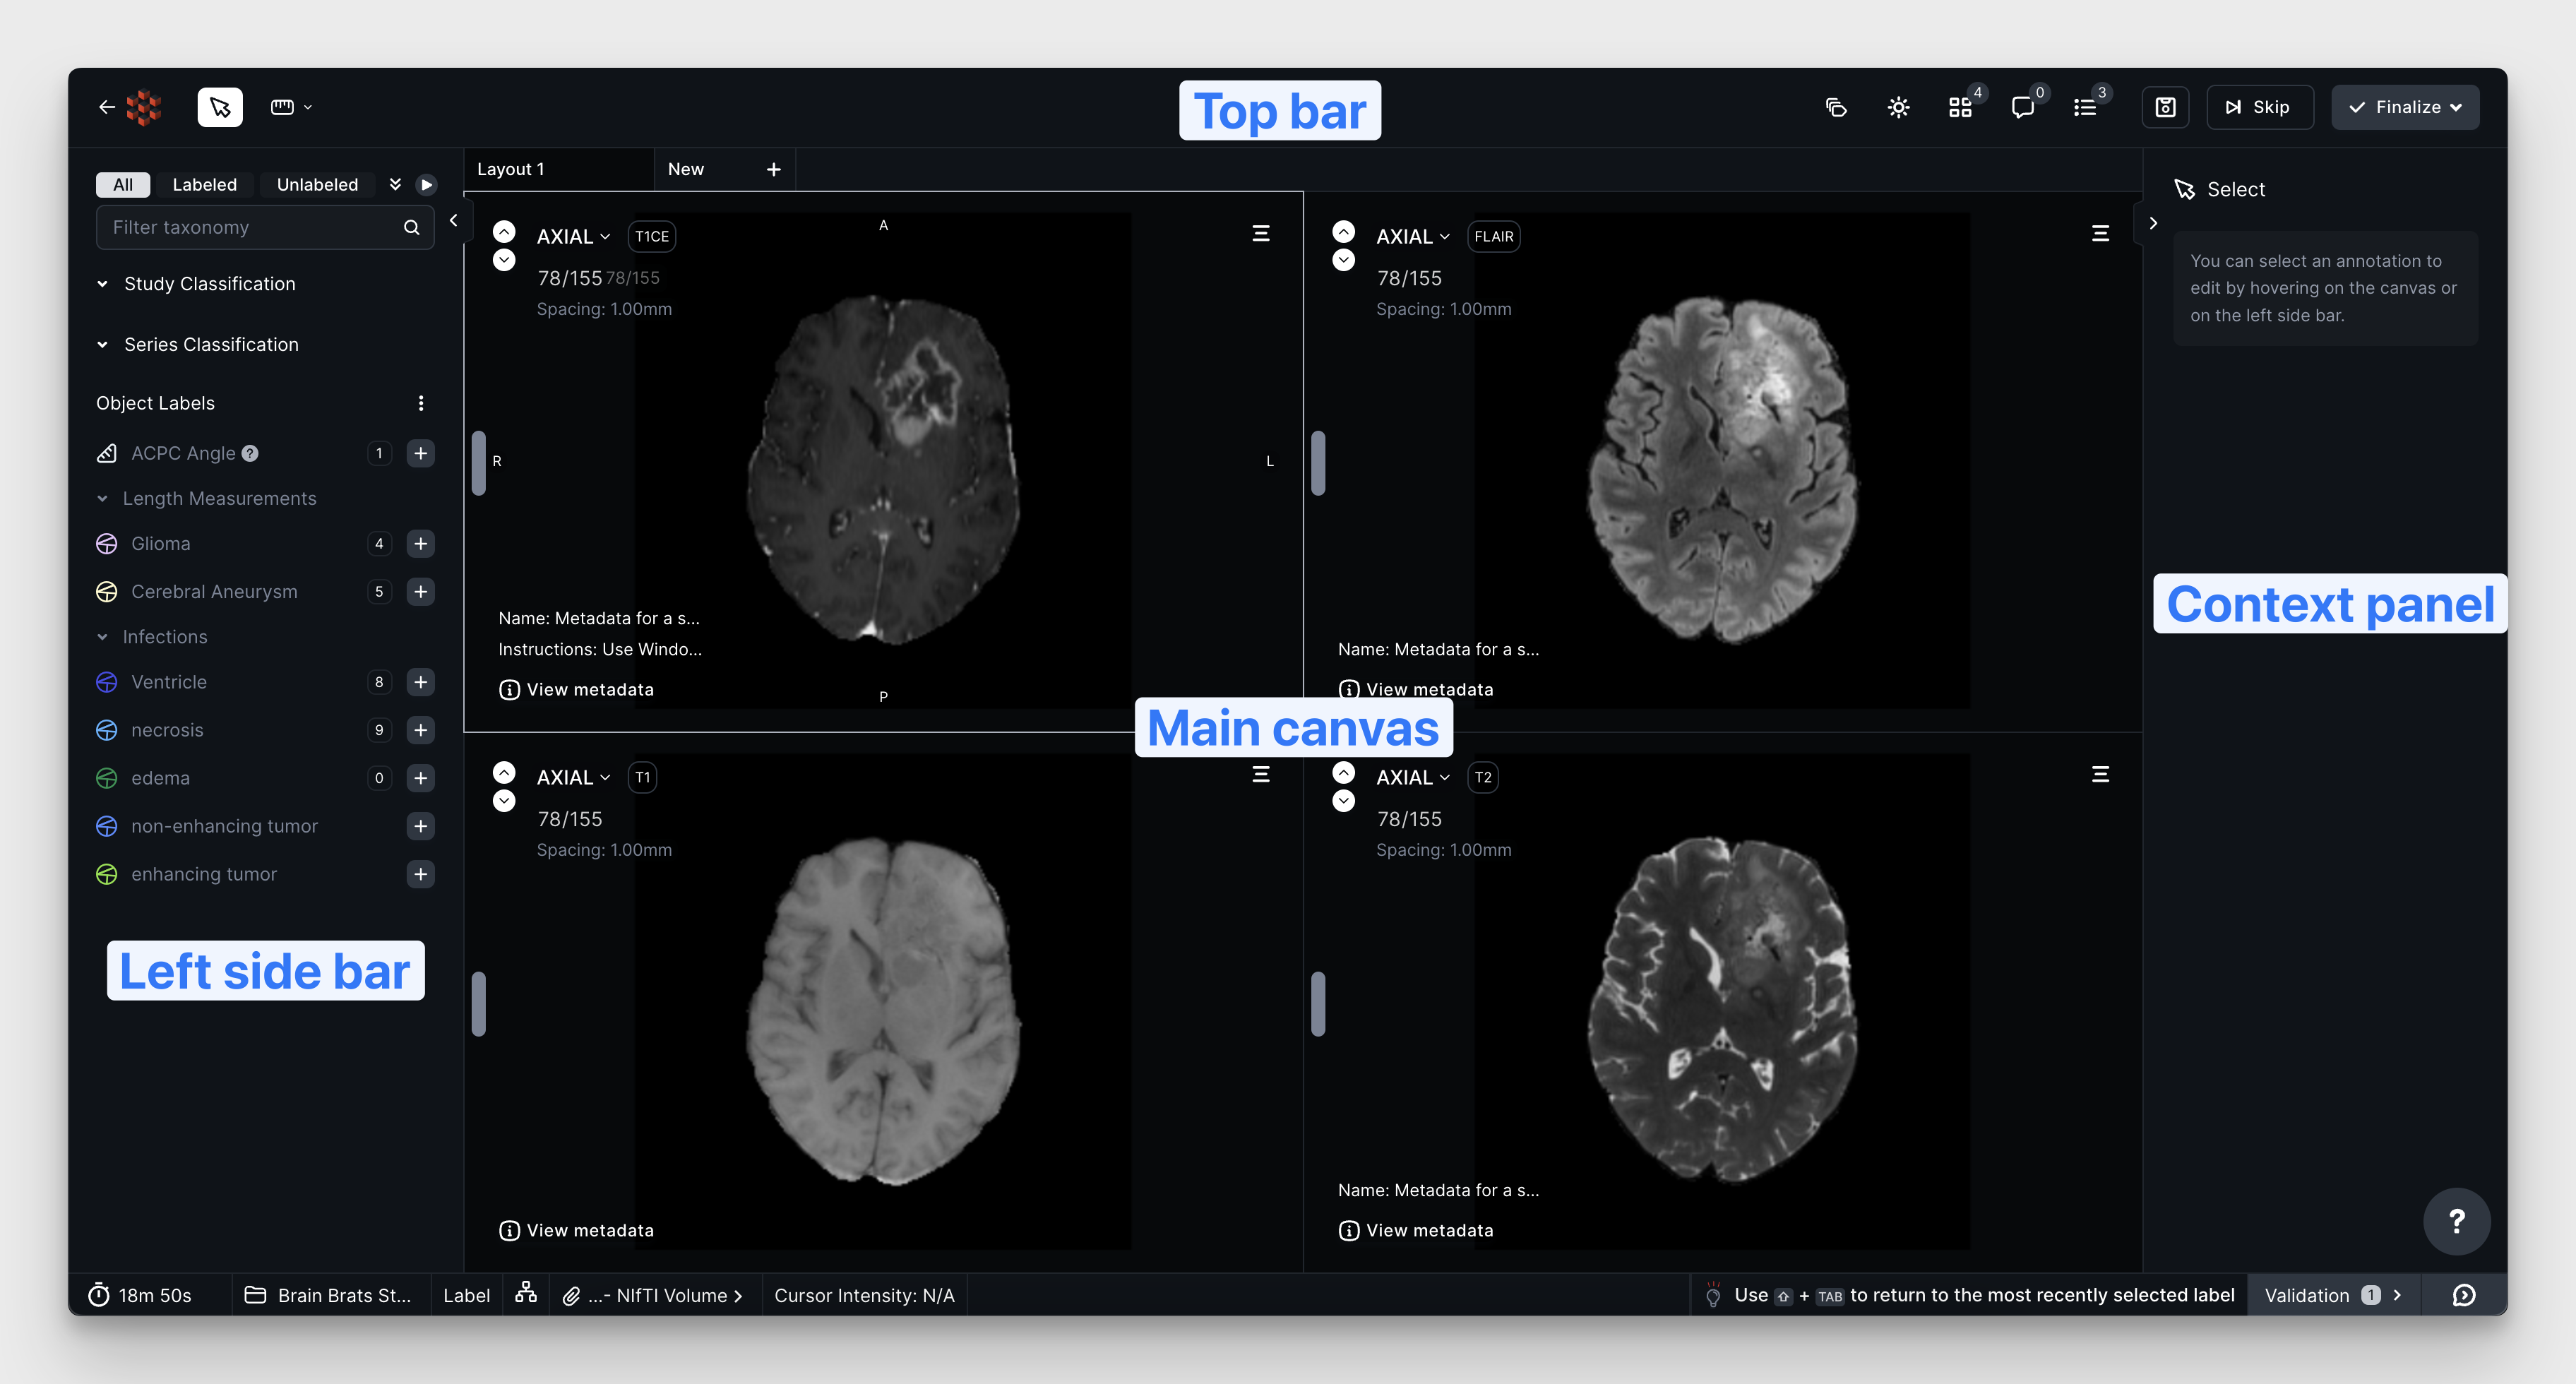 Top bar
4
0
3
Skip
Finalize
All
Labeled
Unlabeled
Filter taxonomy
Study Classification
Series Classification
Object Labels
ACPC Angle ?
1
Length Measurements
Glioma
4
Cerebral Aneurysm
5
Infections
Ventricle
8
necrosis
9
edema
0
non-enhancing tumor
enhancing tumor
Left side bar
Layout 1
New
AXIAL
T1CE
A
78/155 78/155
Spacing: 1.00mm
R
L
Name: Metadata for a s...
Instructions: Use Windo...
View metadata
P
AXIAL
FLAIR
78/155
Spacing: 1.00mm
Name: Metadata for a s...
View metadata
Main canvas
AXIAL
T1
78/155
Spacing: 1.00mm
View metadata
AXIAL
T2
78/155
Spacing: 1.00mm
Name: Metadata for a s...
View metadata
Select
You can select an annotation to
edit by hovering on the canvas or
on the left side bar.
Context panel
?
18m 50s
Brain Brats St...
Label
...- NIfTI Volume
Cursor Intensity: N/A
Use ⇧ + TAB to return to the most recently selected label
Validation 1